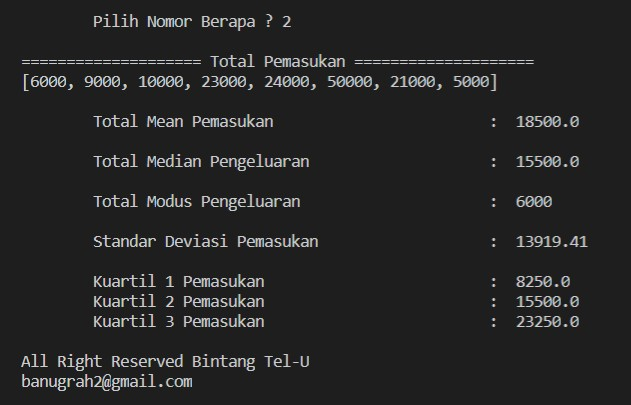 Pilih Nomor Berapa ? 2
==================== Total Pemasukan ====================
[6000, 9000, 10000, 23000, 24000, 50000, 21000, 5000]
Total Mean Pemasukan : 18500.0
Total Median Pengeluaran : 15500.0
Total Modus Pengeluaran : 6000
Standar Deviasi Pemasukan : 13919.41
Kuartil 1 Pemasukan : 8250.0
Kuartil 2 Pemasukan : 15500.0
Kuartil 3 Pemasukan : 23250.0
All Right Reserved Bintang Tel-U
banugrah2@gmail.com